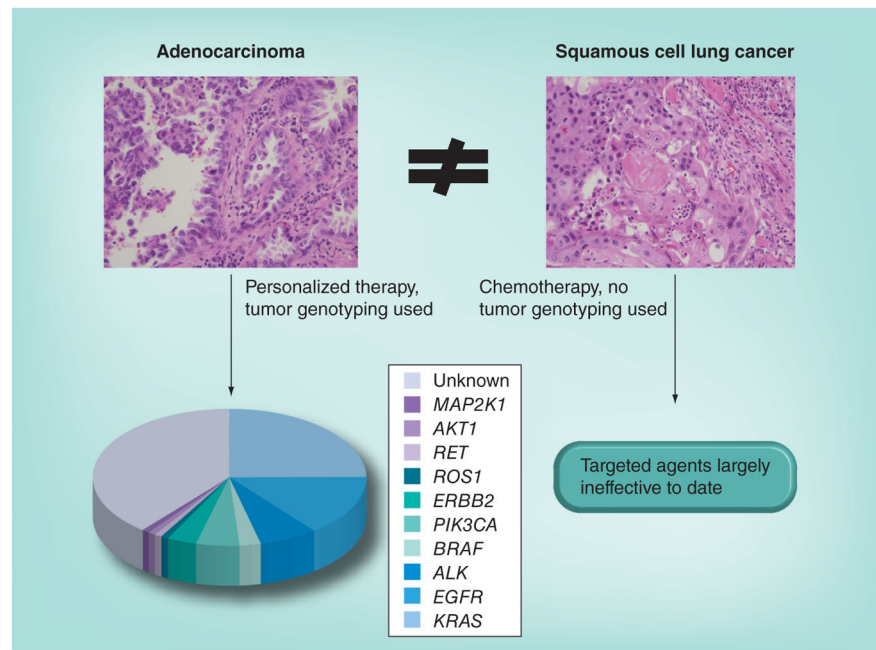 Adenocarcinoma
Squamous cell lung cancer
≠
Personalized therapy,
tumor genotyping used
Chemotherapy, no
tumor genotyping used
Unknown
MAP2K1
AKT1
RET
ROS1
ERBB2
PIK3CA
BRAF
ALK
EGFR
KRAS
Targeted agents largely
ineffective to date